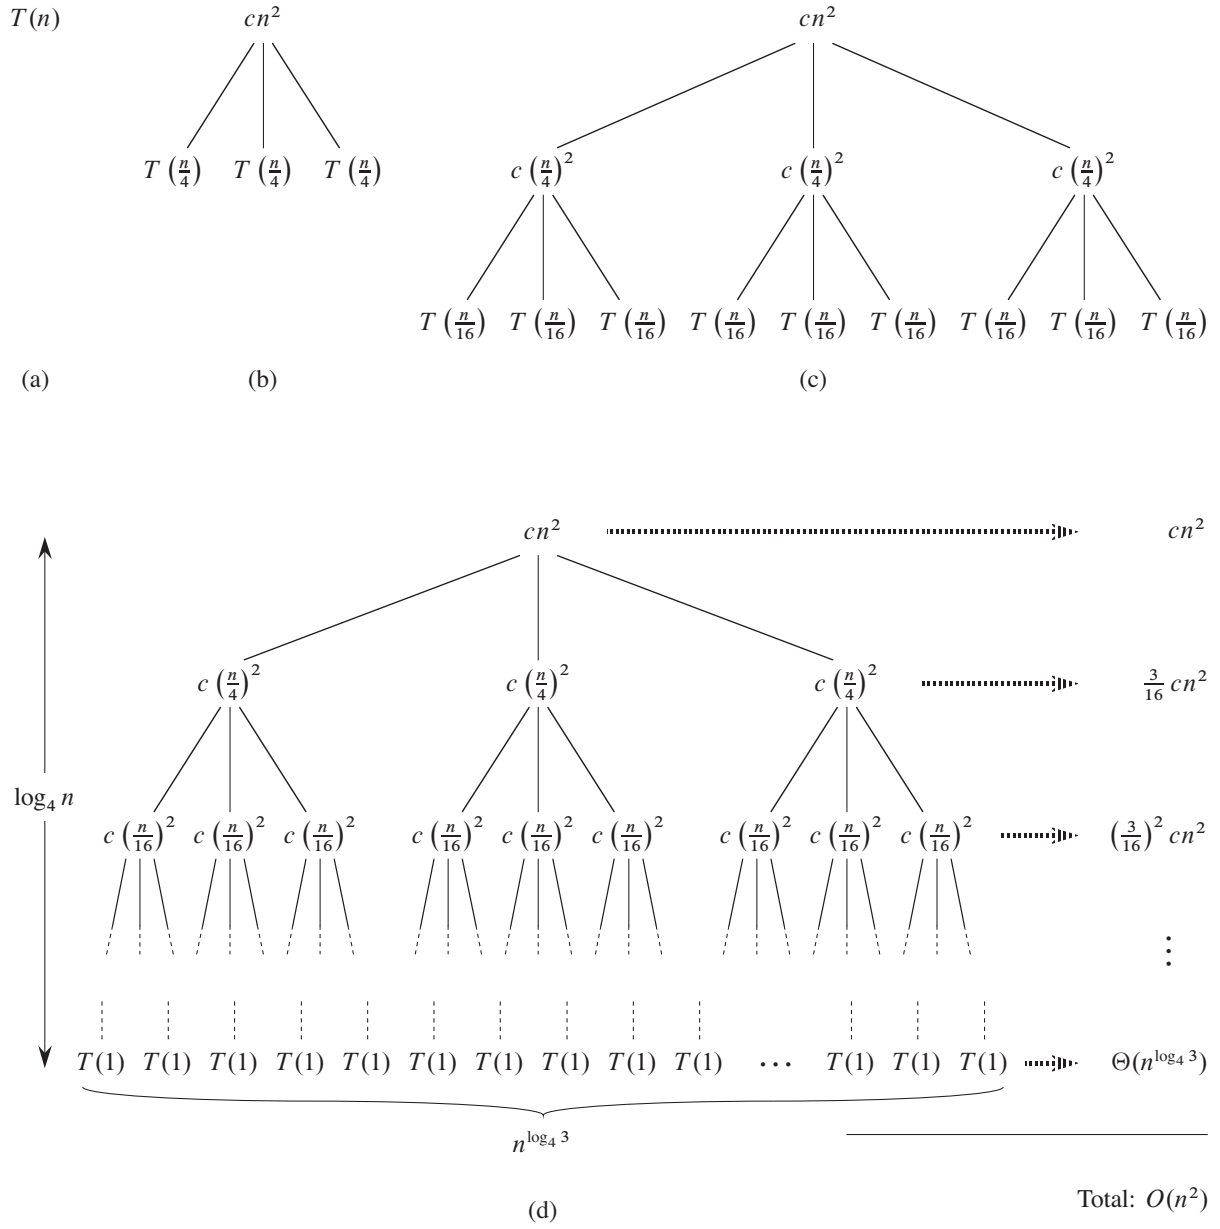 T(n) cn² cn²
T(n/4) T(n/4) T(n/4) c(n/4)² c(n/4)² c(n/4)²
T(n/16) T(n/16) T(n/16) T(n/16) T(n/16) T(n/16) T(n/16) T(n/16) T(n/16)
(a) (b) (c)
cn² cn²
c(n/4)² c(n/4)² c(n/4)² 3/16 cn²
log₄ n
c(n/16)² c(n/16)² c(n/16)² c(n/16)² c(n/16)² c(n/16)² c(n/16)² c(n/16)² c(n/16)² (3/16)² cn²
⋮
T(1) T(1) T(1) T(1) T(1) T(1) T(1) T(1) T(1) T(1) … T(1) T(1) T(1) Θ(n^{log₄ 3})
n^{log₄ 3}
(d) Total: O(n²)